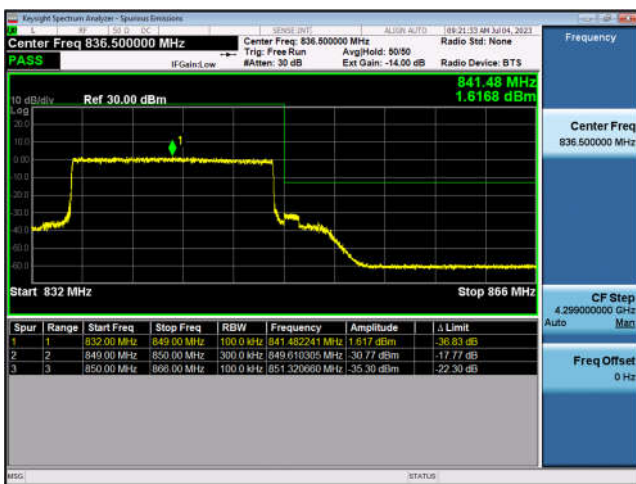 Keysight Spectrum Analyzer - Spurious Emissions
RF 50 Ω DC SENSE:INT ALIGN AUTO 09:21:33 AM Jul 04, 2023
Center Freq 836.500000 MHz
Center Freq: 836.500000 MHz
Radio Std: None
Trig: Free Run Avg|Hold: 50/50
PASS
IFGain:Low
#Atten: 30 dB Ext Gain: -14.00 dB Radio Device: BTS
Frequency
841.48 MHz
1.6168 dBm
10 dB/div Ref 30.00 dBm
Log
20.0
10.0
0.00
-10.0
-20.0
-30.0
-40.0
-50.0
-60.0
1
Start 832 MHz Stop 866 MHz
Center Freq
836.500000 MHz
CF Step
4.299000000 GHz
Auto Man
Freq Offset
0 Hz
Spur Range Start Freq Stop Freq RBW Frequency Amplitude Δ Limit
1 1 832.00 MHz 849.00 MHz 100.0 kHz 841.482241 MHz 1.617 dBm -36.83 dB
2 2 849.00 MHz 850.00 MHz 300.0 kHz 849.610305 MHz -30.77 dBm -17.77 dB
3 3 850.00 MHz 866.00 MHz 100.0 kHz 851.320660 MHz -35.30 dBm -22.30 dB
MSG STATUS